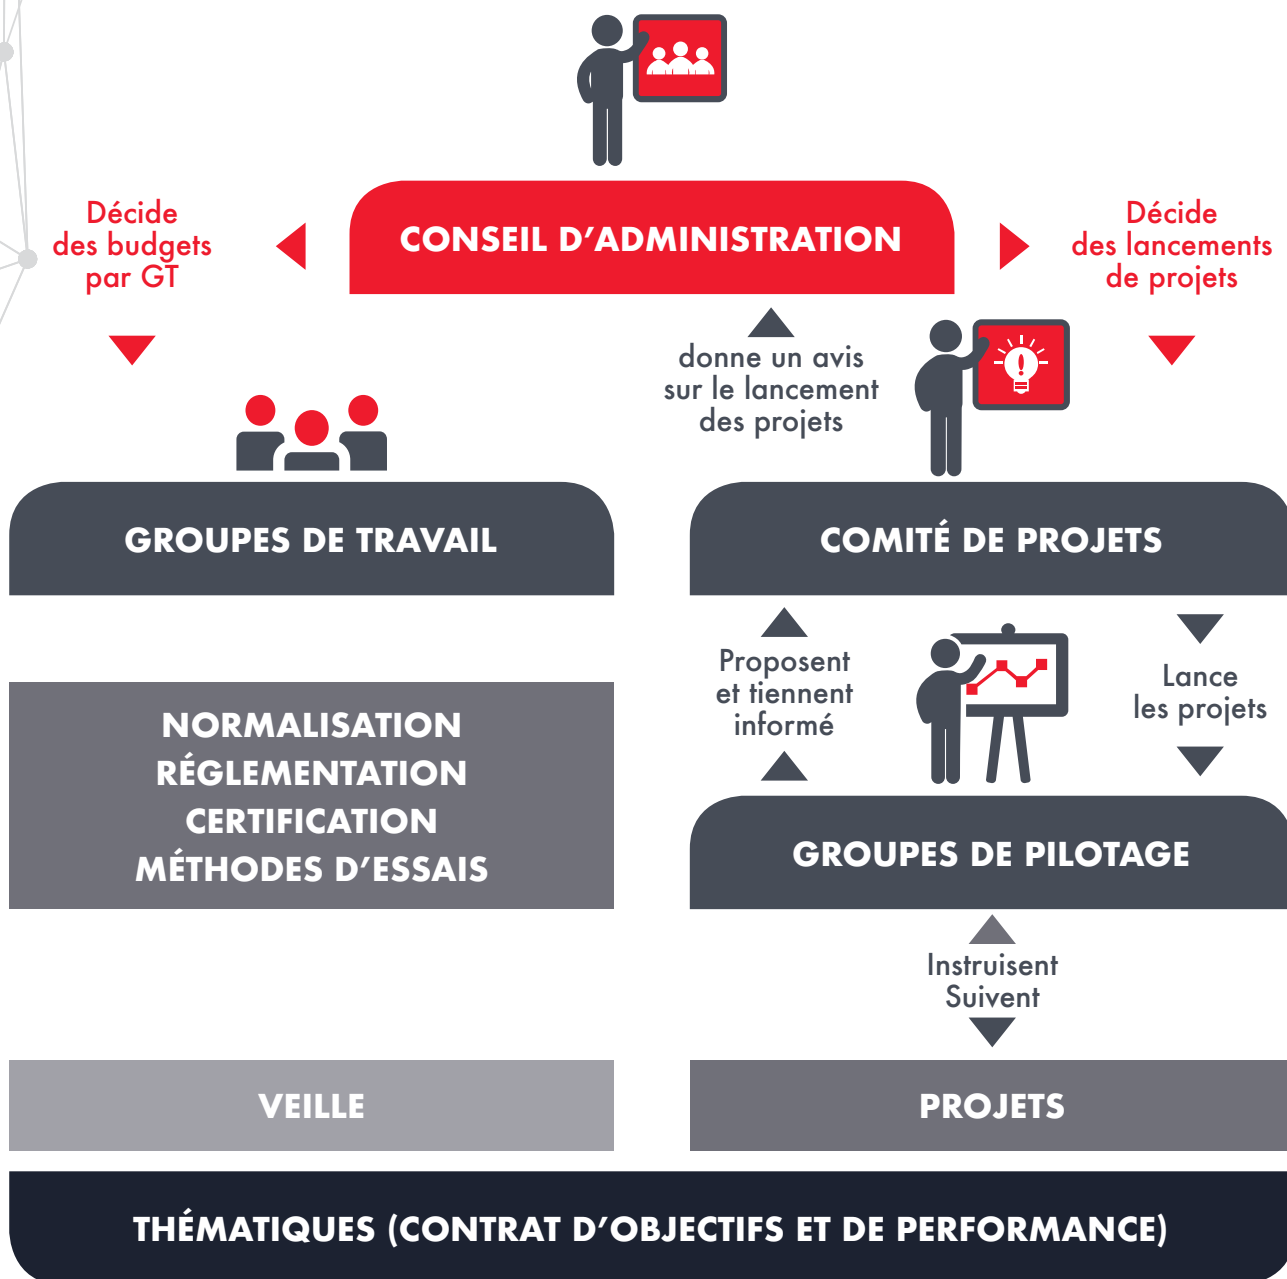 CONSEIL D’ADMINISTRATION
Décide
des budgets
par GT
Décide
des lancements
de projets
donne un avis
sur le lancement
des projets
GROUPES DE TRAVAIL
COMITÉ DE PROJETS
NORMALISATION
RÉGLEMENTATION
CERTIFICATION
MÉTHODES D’ESSAIS
Proposent
et tiennent
informé
Lance
les projets
GROUPES DE PILOTAGE
Instruisent
Suivent
VEILLE
PROJETS
THÉMATIQUES (CONTRAT D’OBJECTIFS ET DE PERFORMANCE)